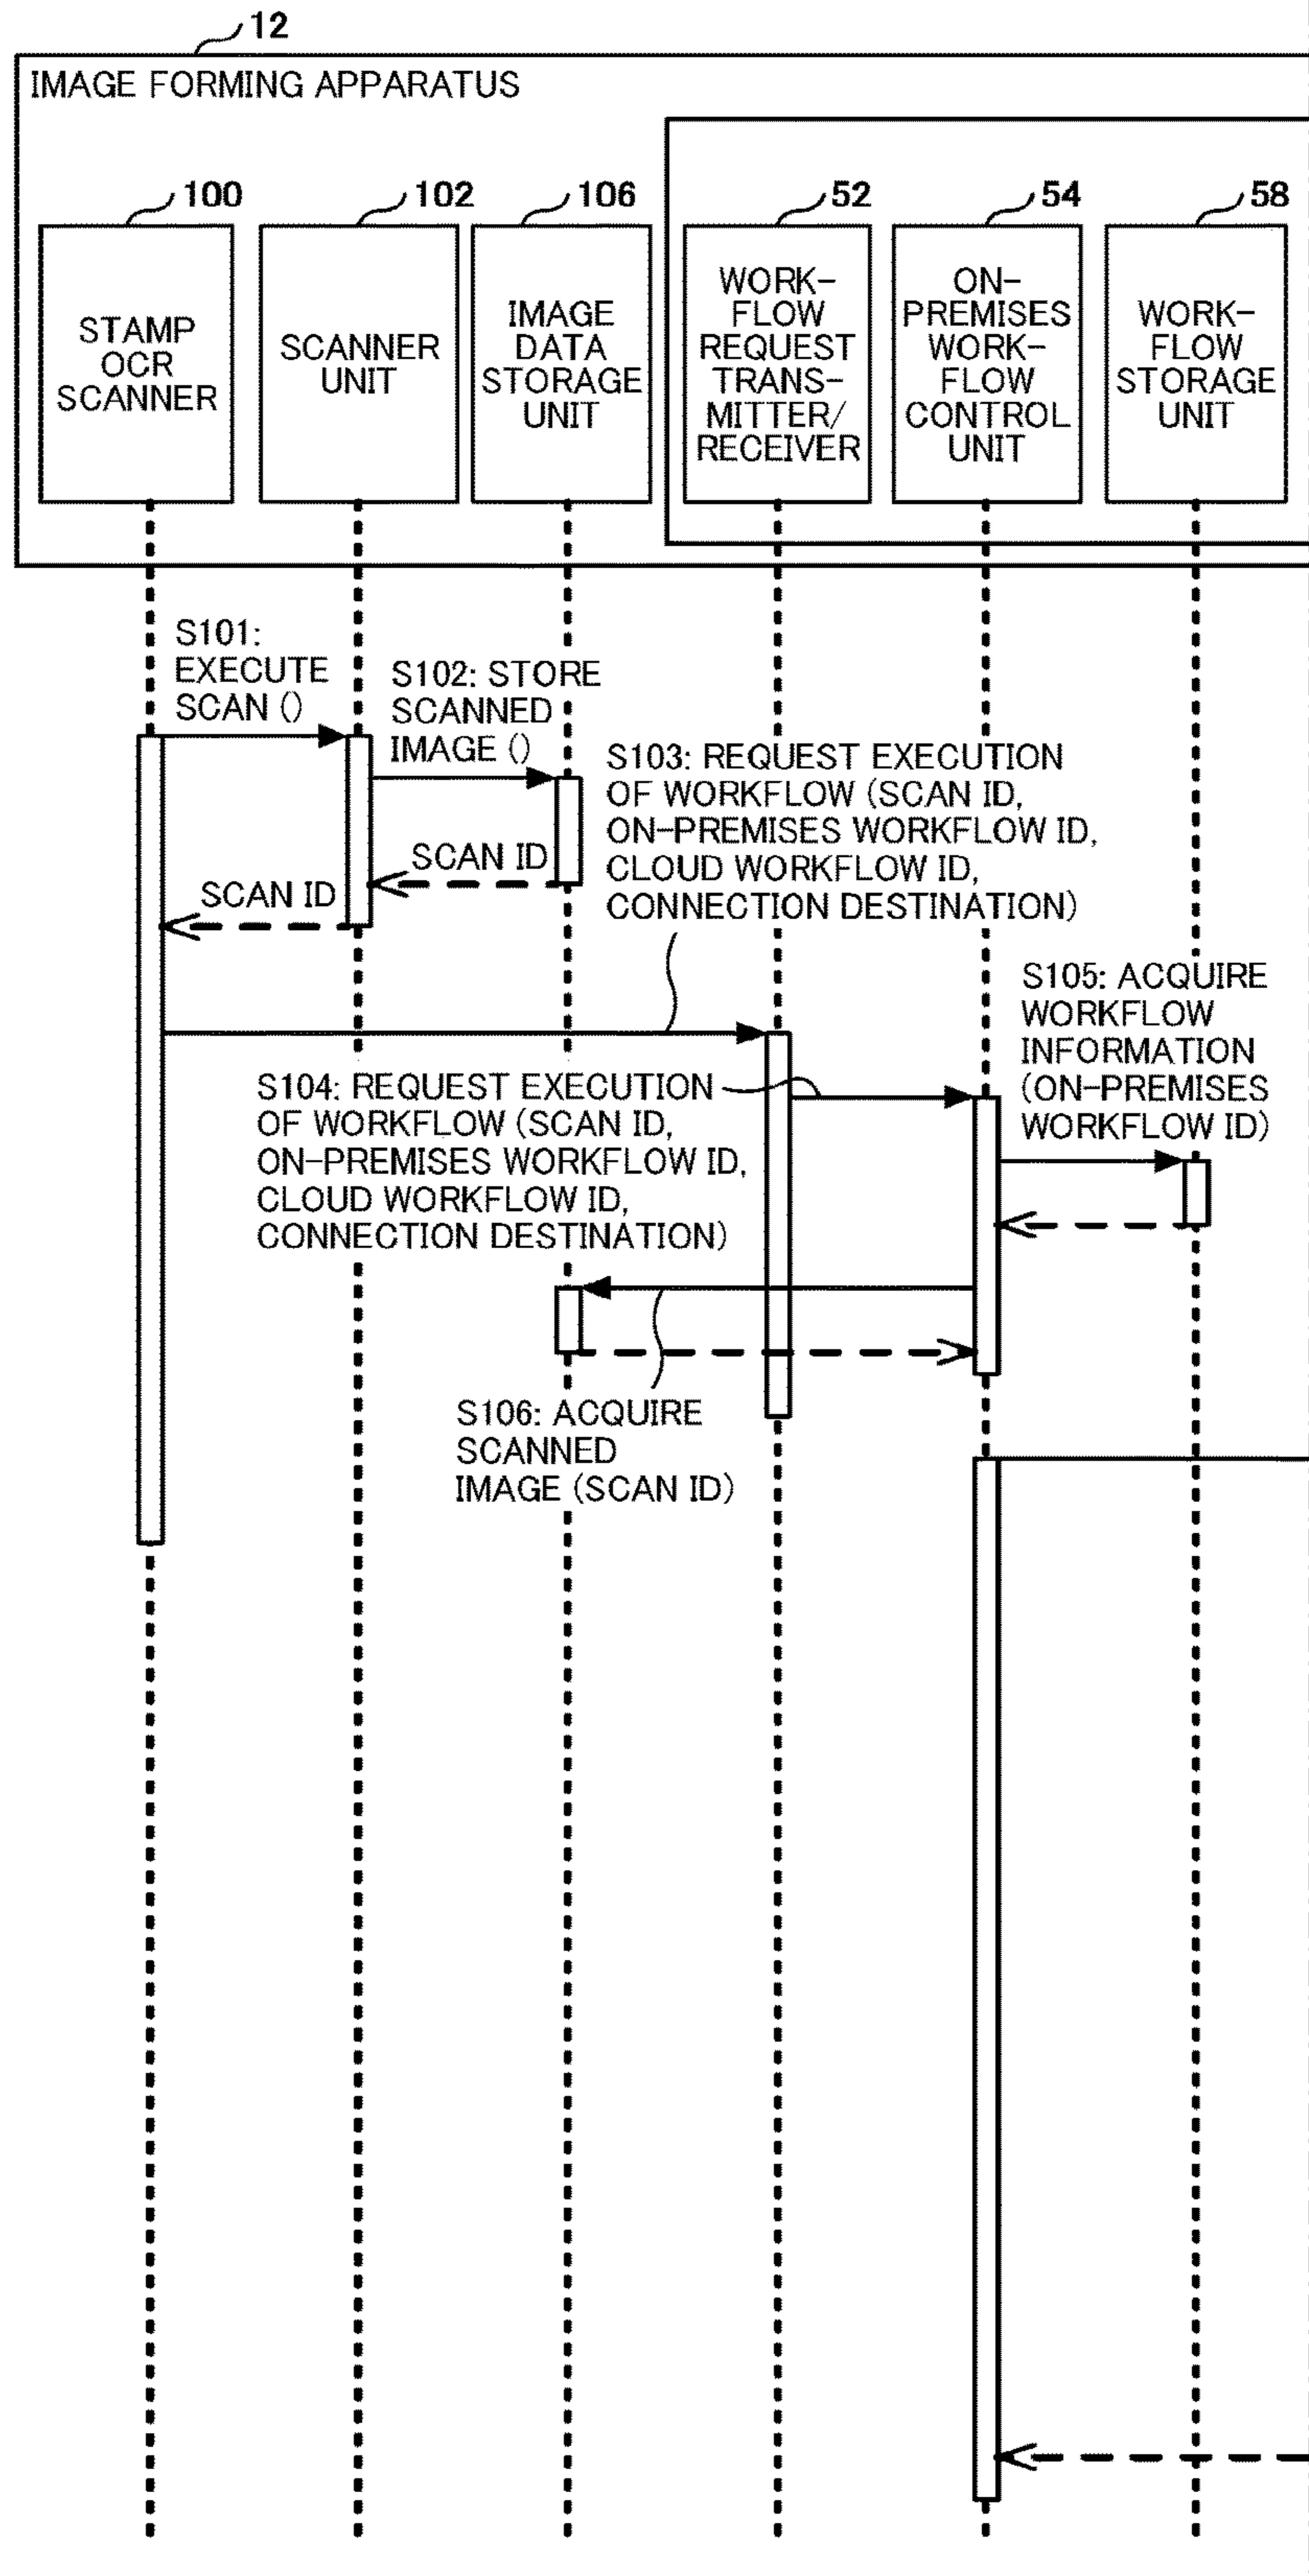 12
IMAGE FORMING APPARATUS
100
102
106
52
54
58
STAMP
OCR
SCANNER
SCANNER
UNIT
IMAGE
DATA
STORAGE
UNIT
WORK-
FLOW
REQUEST
TRANS-
MITTER/
RECEIVER
ON-
PREMISES
WORK-
FLOW
CONTROL
UNIT
WORK-
FLOW
STORAGE
UNIT
S101:
EXECUTE
SCAN ()
S102: STORE
SCANNED
IMAGE ()
SCAN ID
SCAN ID
S103: REQUEST EXECUTION
OF WORKFLOW (SCAN ID,
ON-PREMISES WORKFLOW ID,
CLOUD WORKFLOW ID,
CONNECTION DESTINATION)
S104: REQUEST EXECUTION
OF WORKFLOW (SCAN ID,
ON-PREMISES WORKFLOW ID,
CLOUD WORKFLOW ID,
CONNECTION DESTINATION)
S105: ACQUIRE
WORKFLOW
INFORMATION
(ON-PREMISES
WORKFLOW ID)
S106: ACQUIRE
SCANNED
IMAGE (SCAN ID)